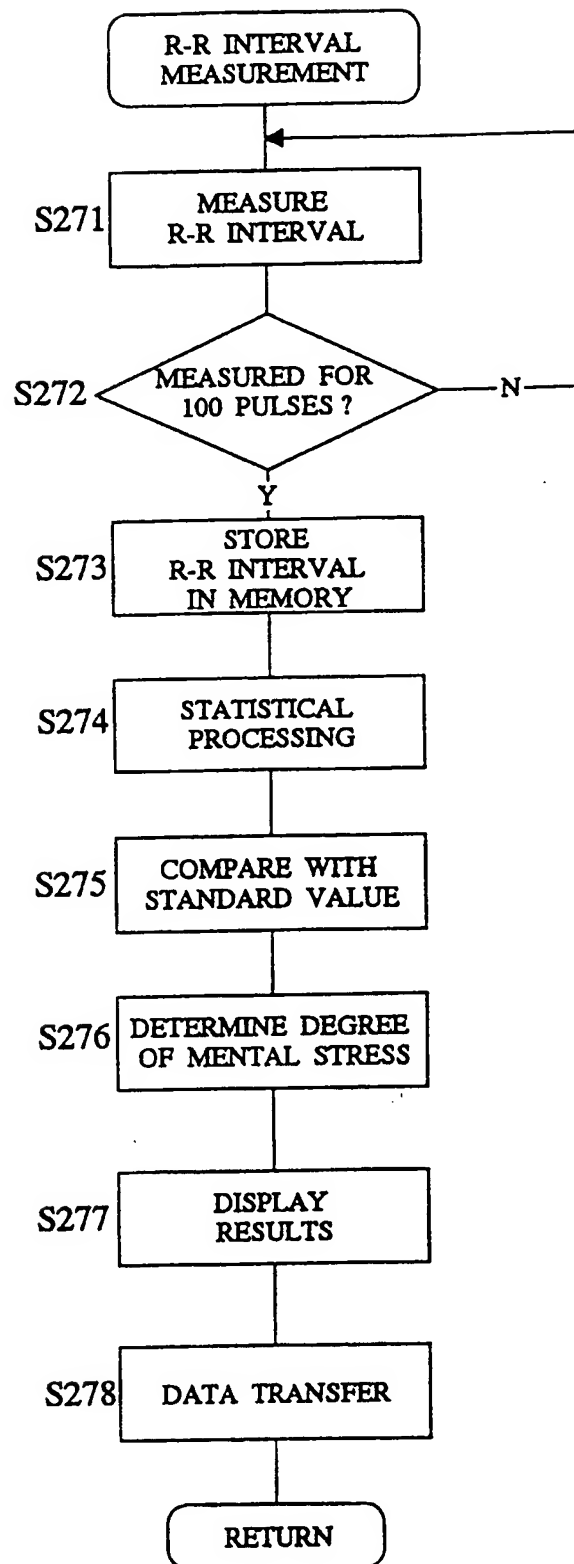 R-R INTERVAL
MEASUREMENT
S271
MEASURE
R-R INTERVAL
S272
MEASURED FOR
100 PULSES ?
N
Y
S273
STORE
R-R INTERVAL
IN MEMORY
S274
STATISTICAL
PROCESSING
S275
COMPARE WITH
STANDARD VALUE
S276
DETERMINE DEGREE
OF MENTAL STRESS
S277
DISPLAY
RESULTS
S278
DATA TRANSFER
RETURN